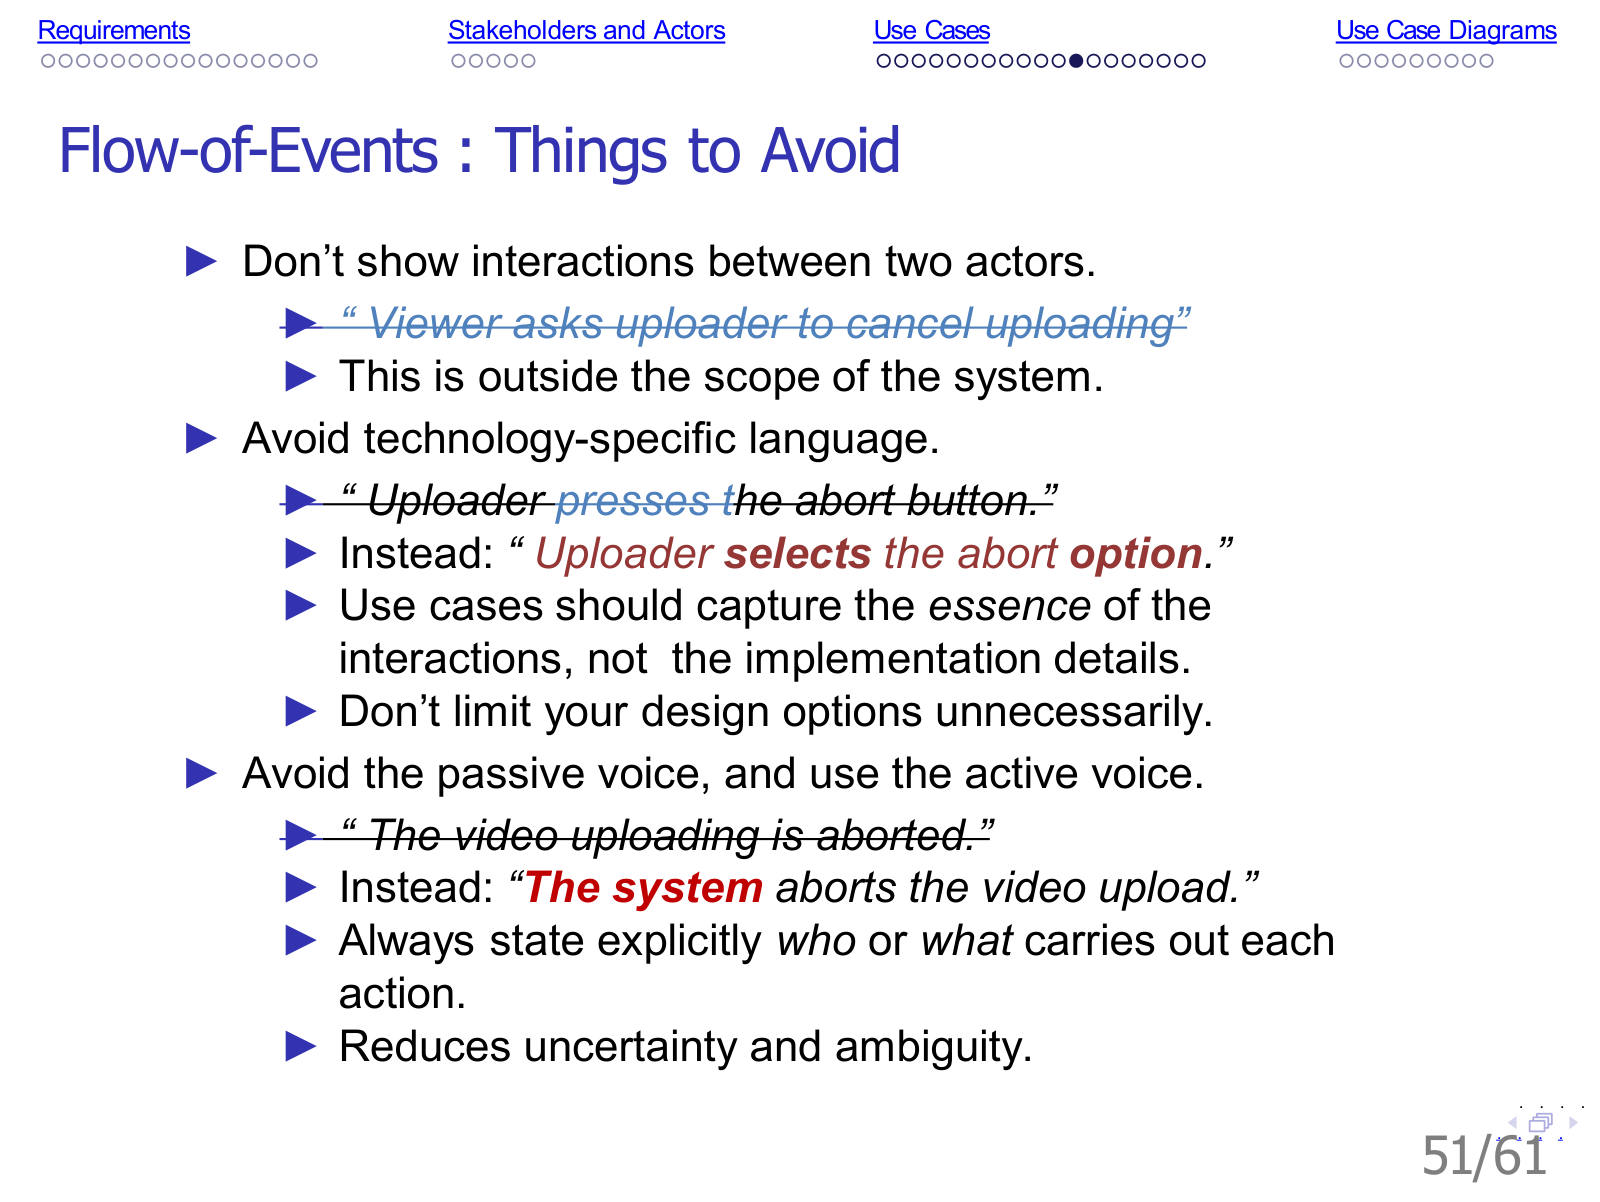 Requirements Stakeholders and Actors Use Cases Use Case Diagrams
Flow-of-Events : Things to Avoid
► Don’t show interactions between two actors.
► “ Viewer asks uploader to cancel uploading”
► This is outside the scope of the system.
► Avoid technology-specific language.
► “ Uploader presses the abort button.”
► Instead: “ Uploader selects the abort option.”
► Use cases should capture the essence of the
interactions, not the implementation details.
► Don’t limit your design options unnecessarily.
► Avoid the passive voice, and use the active voice.
► “ The video uploading is aborted.”
► Instead: “The system aborts the video upload.”
► Always state explicitly who or what carries out each
action.
► Reduces uncertainty and ambiguity.
51/61